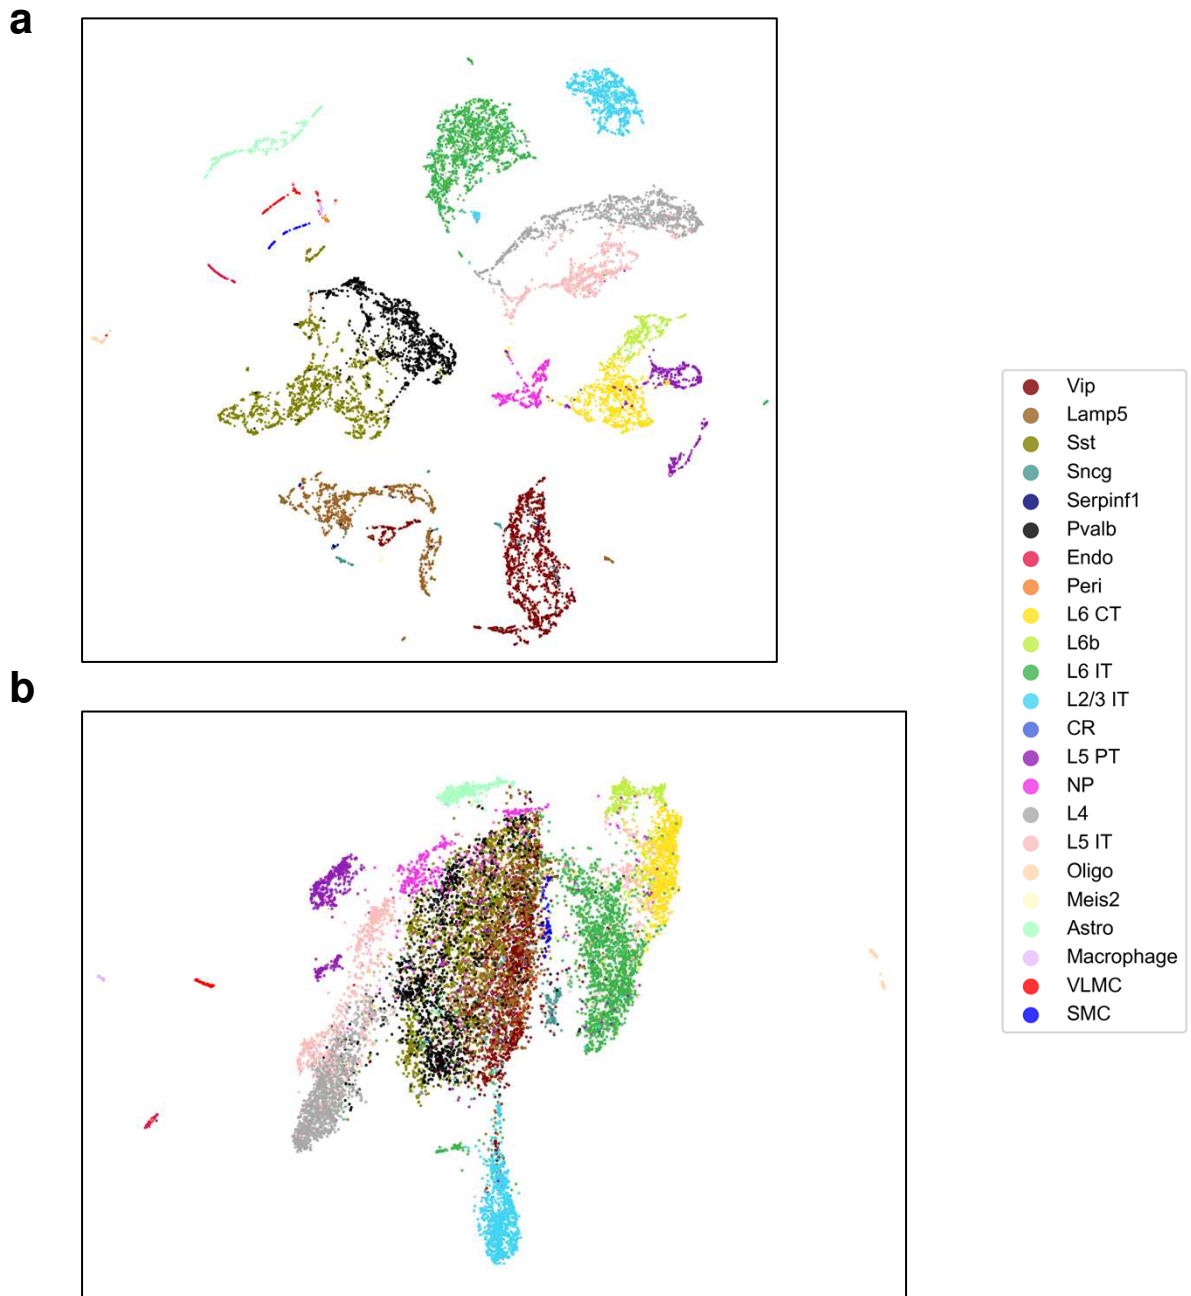 a
b
Vip
Lamp5
Sst
Sncg
Serpinf1
Pvalb
Endo
Peri
L6 CT
L6b
L6 IT
L2/3 IT
CR
L5 PT
NP
L4
L5 IT
Oligo
Meis2
Astro
Macrophage
VLMC
SMC